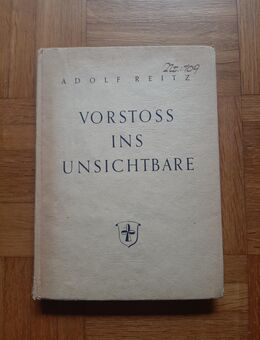 ADOLF REITZ
VORSTOSS
INS
UNSICHTBARE